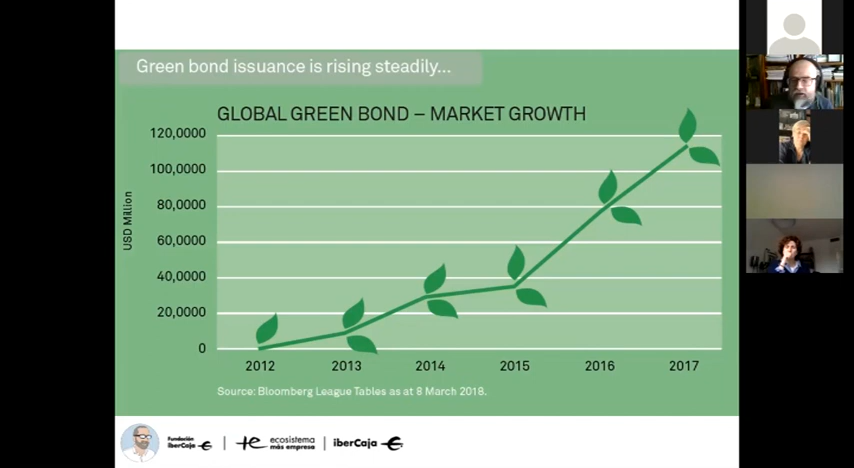 Green bond issuance is rising steadily...
GLOBAL GREEN BOND – MARKET GROWTH
USD Million
120,0000
100,0000
80,0000
60,0000
40,0000
20,0000
0
2012 2013 2014 2015 2016 2017
Source: Bloomberg League Tables as at 8 March 2018.
Fundación
iberCaja
ecosistema
más empresa
iberCaja